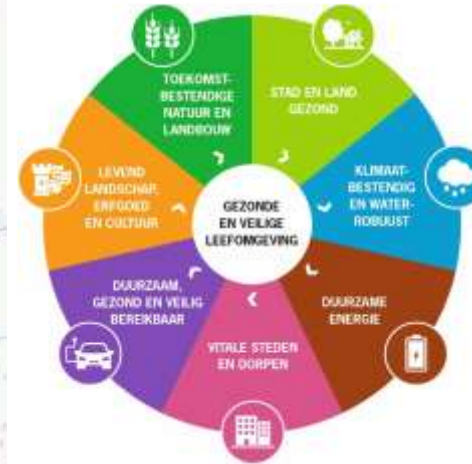 TOEKOMST-
BESTENDIGE
NATUUR EN
LANDBOUW
STAD EN LAND
GEZOND
KLIMAAT-
BESTENDIG
EN WATER-
ROBUUST
DUURZAME
ENERGIE
VITALE STEDEN
EN DORPEN
DUURZAAM,
GEZOND EN VEILIG
BEREIKBAAR
LEVEND
LANDSCHAP,
ERFGOED
EN CULTUUR
GEZONDE
EN VEILIGE
LEEFOMGEVING